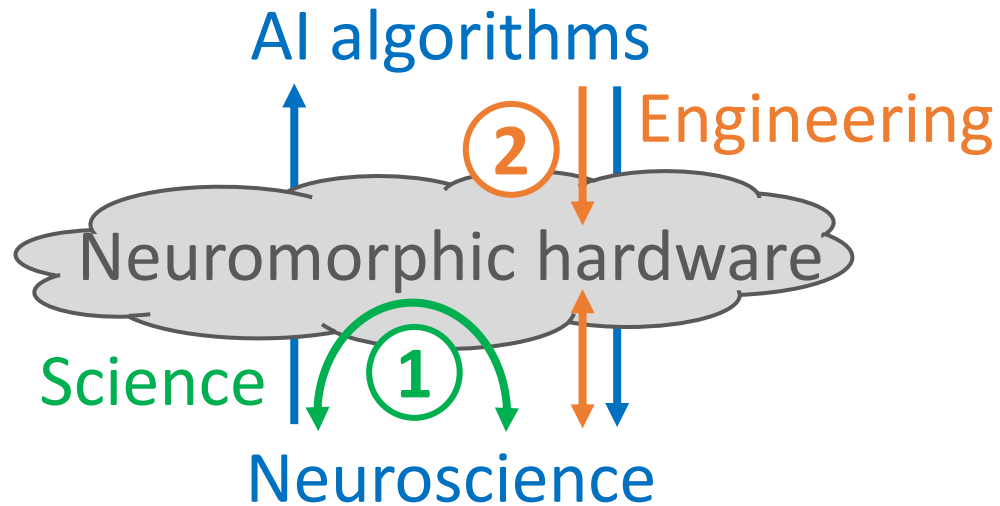 AI algorithms
Engineering
2
Neuromorphic hardware
Science
1
Neuroscience